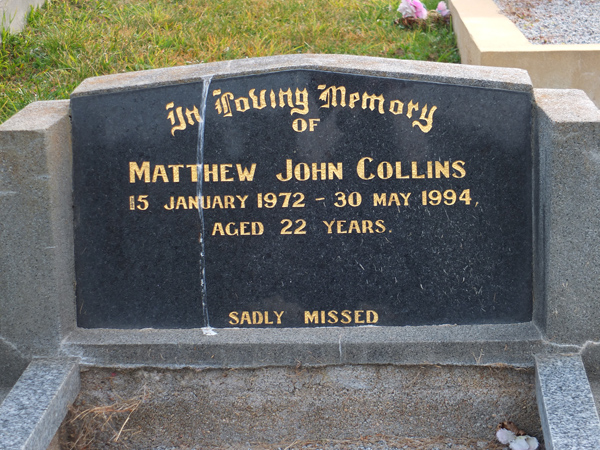 In Loving Memory
OF
MATTHEW JOHN COLLINS
15 JANUARY 1972 - 30 MAY 1994,
AGED 22 YEARS.
SADLY MISSED